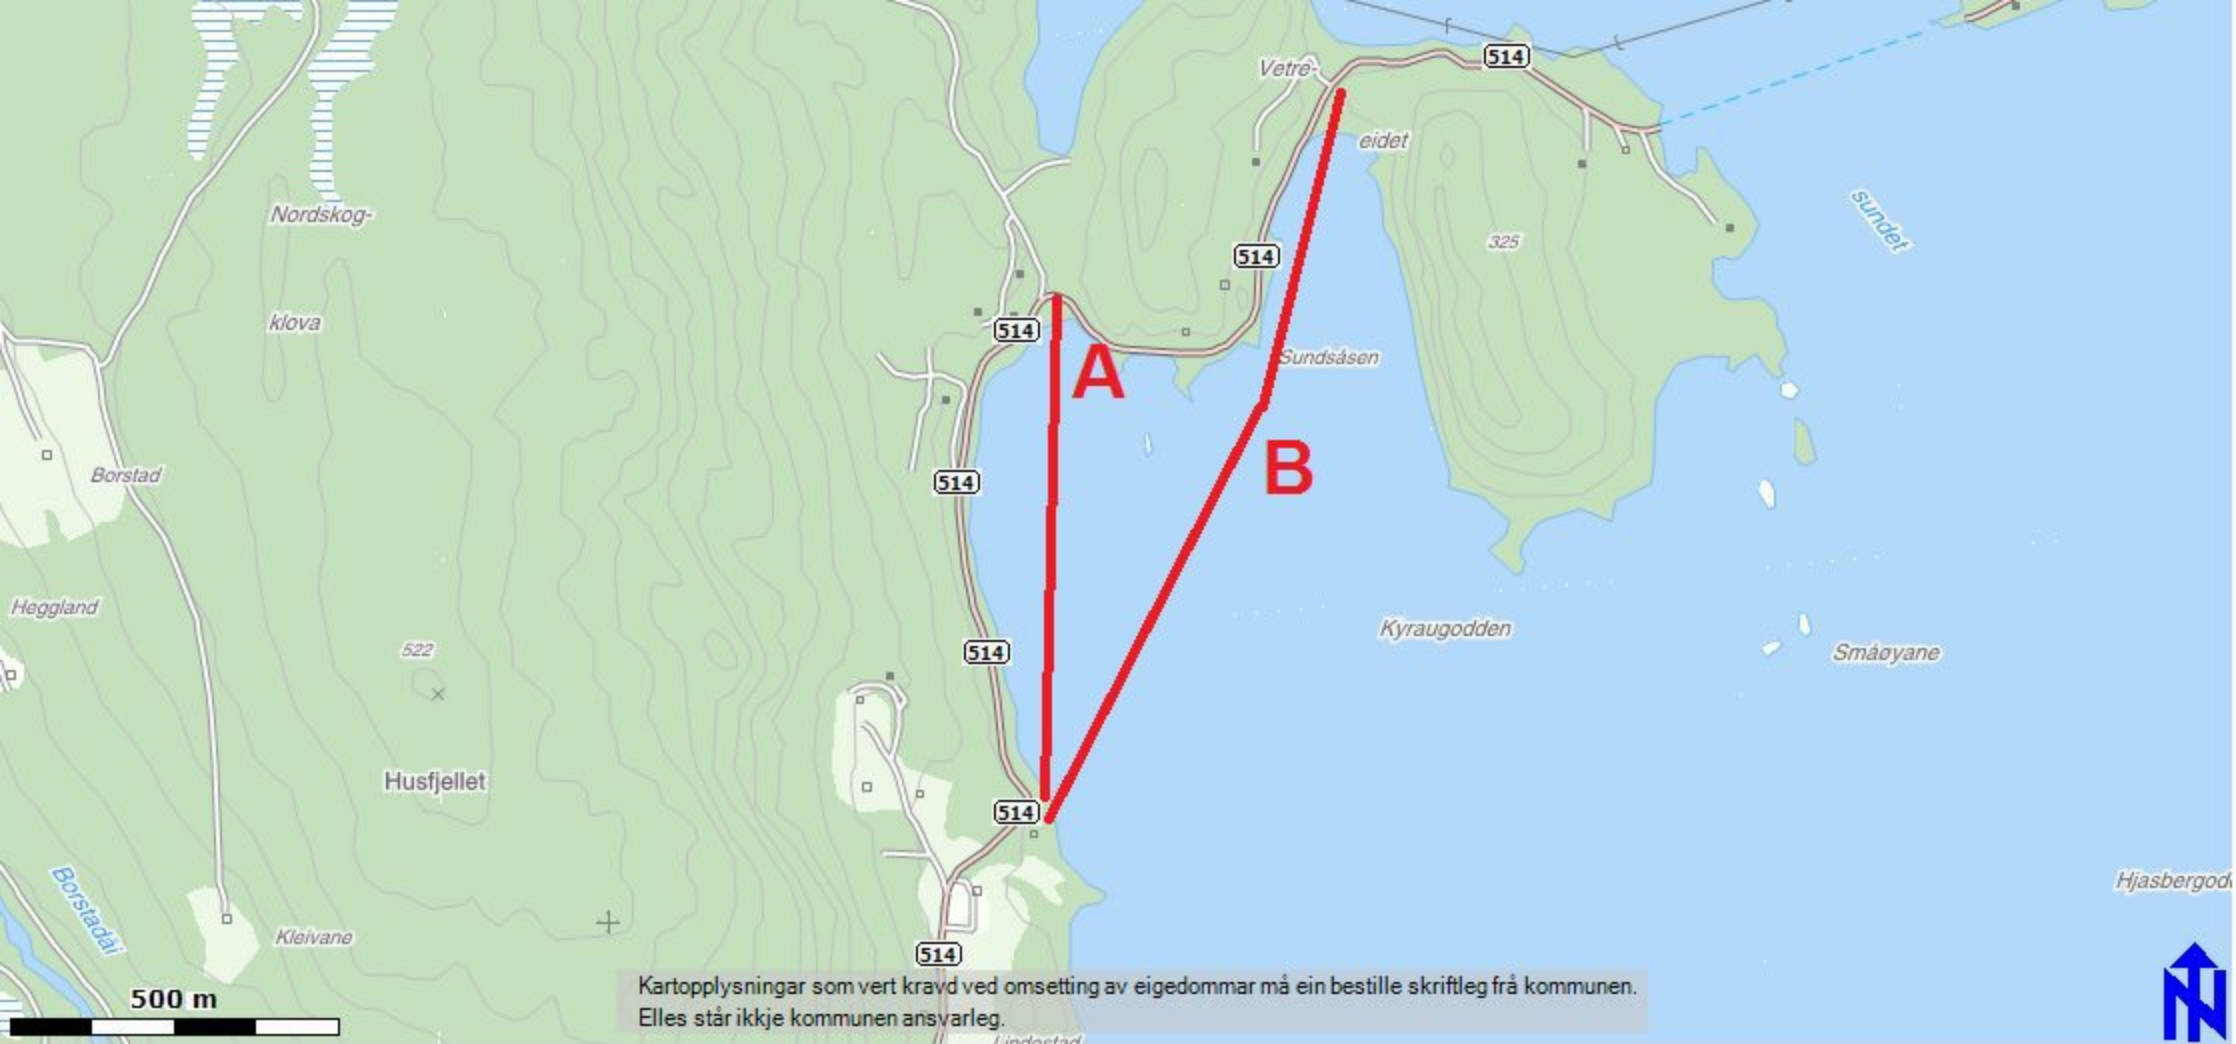 514
Vetre-
eidet
sundet
Nordskog-
325
514
klova
514
A
Sundsåsen
Borstad
514
B
Heggland
522
514
Kyraugodden
Småøyane
Husfjellet
514
Borstadåi
Hjasbergod
Kleivane
514
Kartopplysningar som vert kravd ved omsetting av eigedommar må ein bestille skriftleg frå kommunen.
500 m
Elles står ikkje kommunen ansvarleg.
Lindestad
N